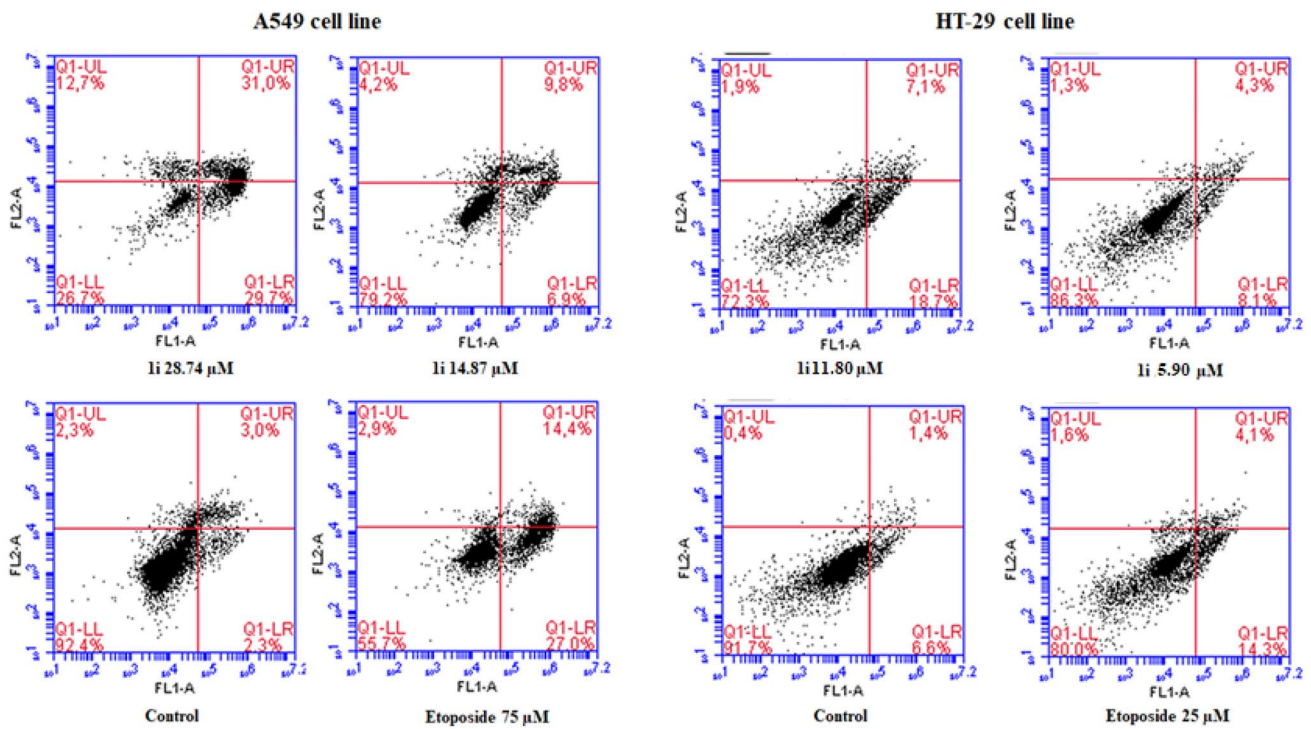 A549 cell line
HT-29 cell line
Q1-UL Q1-UR
12,7% 31,0%
Q1-LL Q1-LR
26.7% 29.7%
FL2-A
FL1-A
1i 28.74 µM
Q1-UL Q1-UR
4,2% 9,8%
Q1-LL Q1-LR
79.2% 6.9%
FL2-A
FL1-A
1i 14.87 µM
Q1-UL Q1-UR
1,9% 7,1%
Q1-LL Q1-LR
72.3% 18.7%
FL2-A
FL1-A
1i11.80 µM
Q1-UL Q1-UR
1,3% 4,3%
Q1-LL Q1-LR
86.3% 8.1%
FL2-A
FL1-A
1i 5.90 µM
Q1-UL Q1-UR
2,3% 3,0%
Q1-LL Q1-LR
92.4% 2.3%
FL2-A
FL1-A
Control
Q1-UL Q1-UR
2,9% 14,4%
Q1-LL Q1-LR
55.7% 27.0%
FL2-A
FL1-A
Etoposide 75 µM
Q1-UL Q1-UR
0,4% 1,4%
Q1-LL Q1-LR
91.7% 6.6%
FL2-A
FL1-A
Control
Q1-UL Q1-UR
1,6% 4,1%
Q1-LL Q1-LR
80.0% 14.3%
FL2-A
FL1-A
Etoposide 25 µM